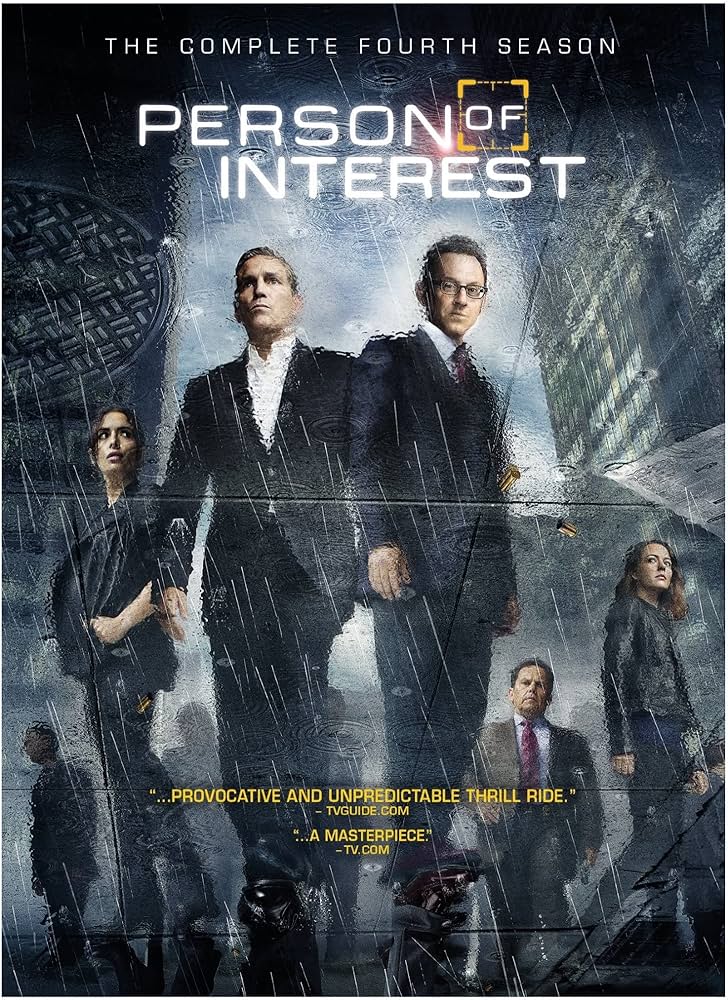 THE COMPLETE FOURTH SEASON
PERSON OF
INTEREST
“...PROVOCATIVE AND UNPREDICTABLE THRILL RIDE.”
– TVGUIDE.COM
“...A MASTERPIECE.”
– TV.COM